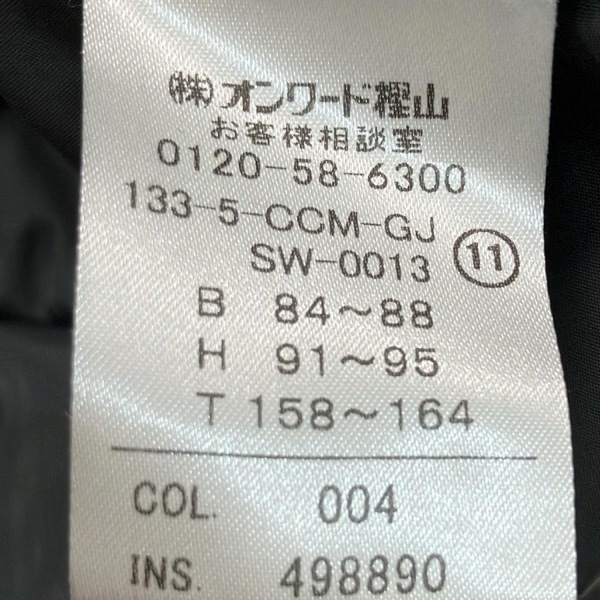 ㈱オンワード樫山
お客様相談室
0120-58-6300
133-5-CCM-GJ
SW-0013 ⑪
B 84~88
H 91~95
T 158~164
COL. 004
INS. 498890